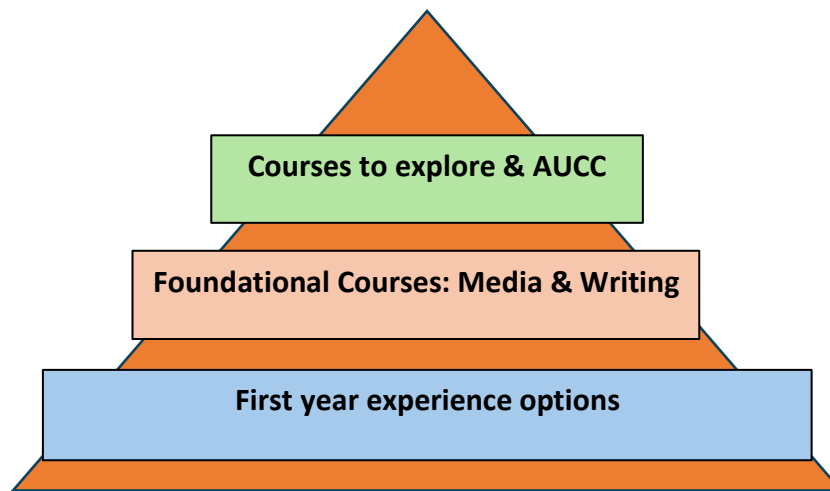 Courses to explore & AUCC
Foundational Courses: Media & Writing
First year experience options